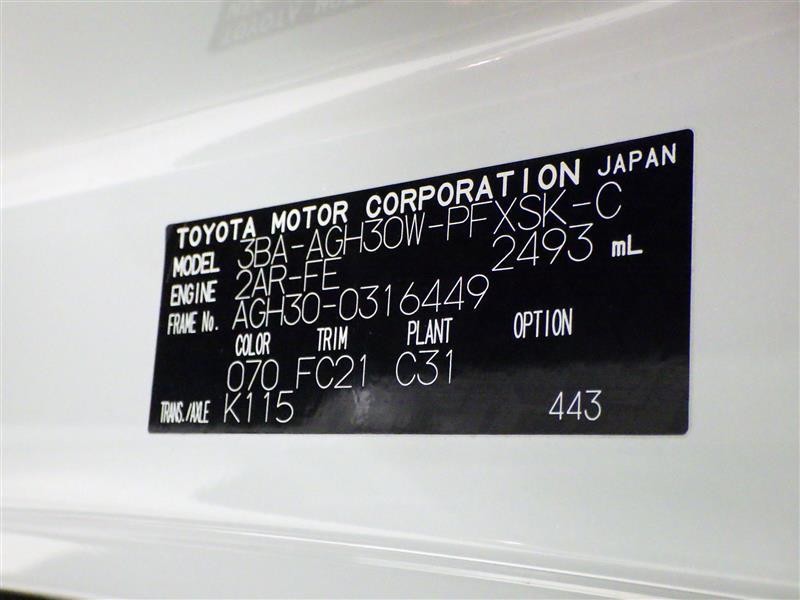 TOYOTA MOTOR CORPORATION JAPAN
MODEL 3BA-AGH30W-PFXSK-C
ENGINE 2AR-FE 2493 mL
FRAME No. AGH30-0316449
COLOR TRIM PLANT OPTION
070 FC21 C31
TRANS./AXLE K115 443